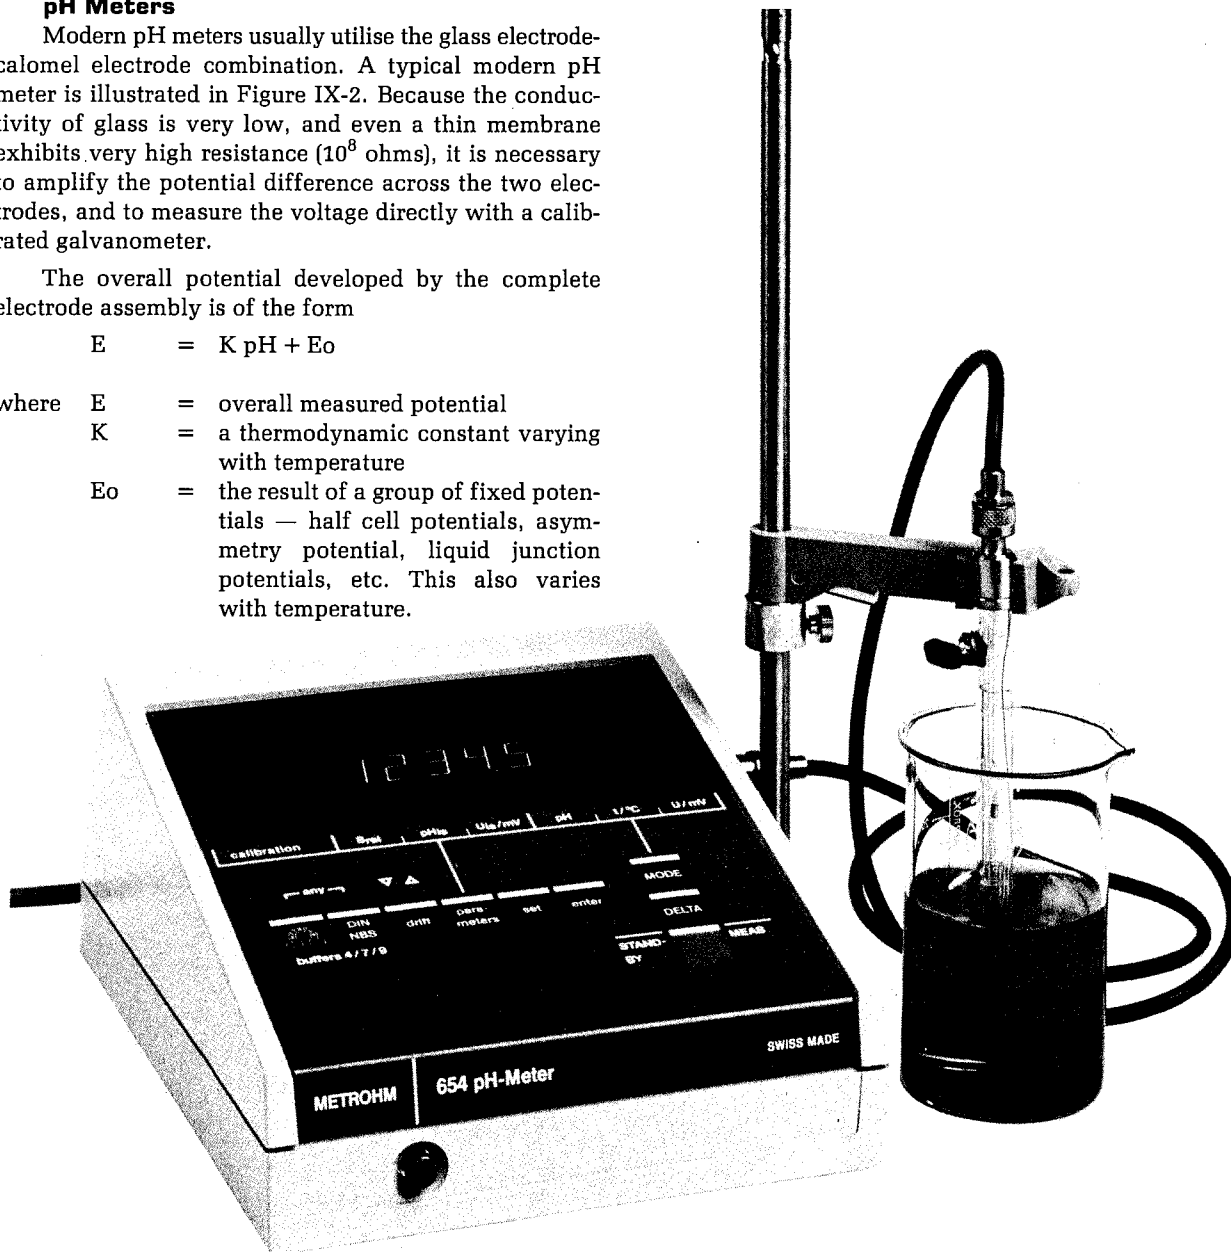 pH Meters
Modern pH meters usually utilise the glass electrode-
calomel electrode combination. A typical modern pH
meter is illustrated in Figure IX-2. Because the conduc-
tivity of glass is very low, and even a thin membrane
exhibits very high resistance (10⁸ ohms), it is necessary
to amplify the potential difference across the two elec-
trodes, and to measure the voltage directly with a calib-
rated galvanometer.
The overall potential developed by the complete
electrode assembly is of the form
E = K pH + Eo
where E = overall measured potential
K = a thermodynamic constant varying
with temperature
Eo = the result of a group of fixed poten-
tials — half cell potentials, asym-
metry potential, liquid junction
potentials, etc. This also varies
with temperature.
12345
calibration Srel pHis Uis/mV pH t/°C U/mV
any
MODE
DIN
NBS
drift
para-
meters
set
enter
DELTA
buffers 4/7/9
STAND-
BY
MEAS
METROHM
654 pH-Meter
SWISS MADE